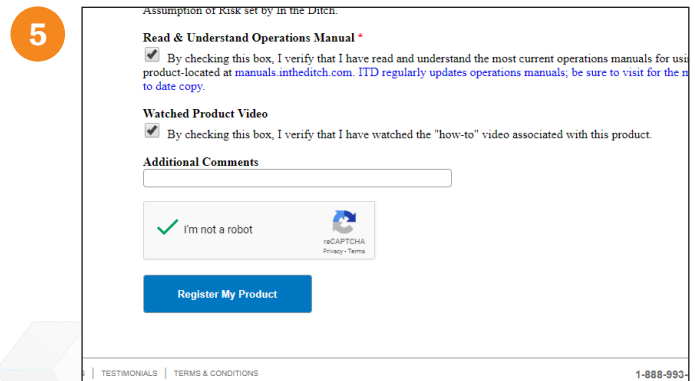 5
Assumption of Risk set by In the Ditch.
Read & Understand Operations Manual *
By checking this box, I verify that I have read and understand the most current operations manuals for usi
product-located at manuals.intheditch.com. ITD regularly updates operations manuals; be sure to visit for the m
to date copy.
Watched Product Video
By checking this box, I verify that I have watched the "how-to" video associated with this product.
Additional Comments
I'm not a robot
reCAPTCHA
Privacy - Terms
Register My Product
S | TESTIMONIALS | TERMS & CONDITIONS
1-888-993-